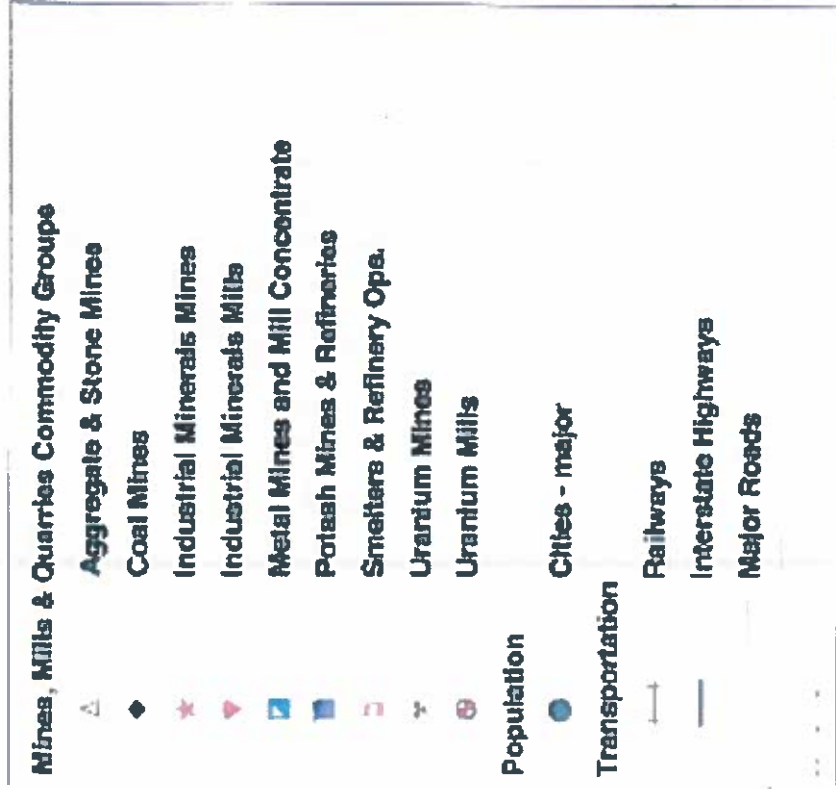 Mines, Mills & Quarries Commodity Groups
Aggregate & Stone Mines
Coal Mines
Industrial Minerals Mines
Industrial Minerals Mills
Metal Mines and Mill Concentrate
Potash Mines & Refineries
Smelters & Refinery Ops.
Uranium Mines
Uranium Mills
Population
Cities - major
Transportation
Railways
Interstate Highways
Major Roads